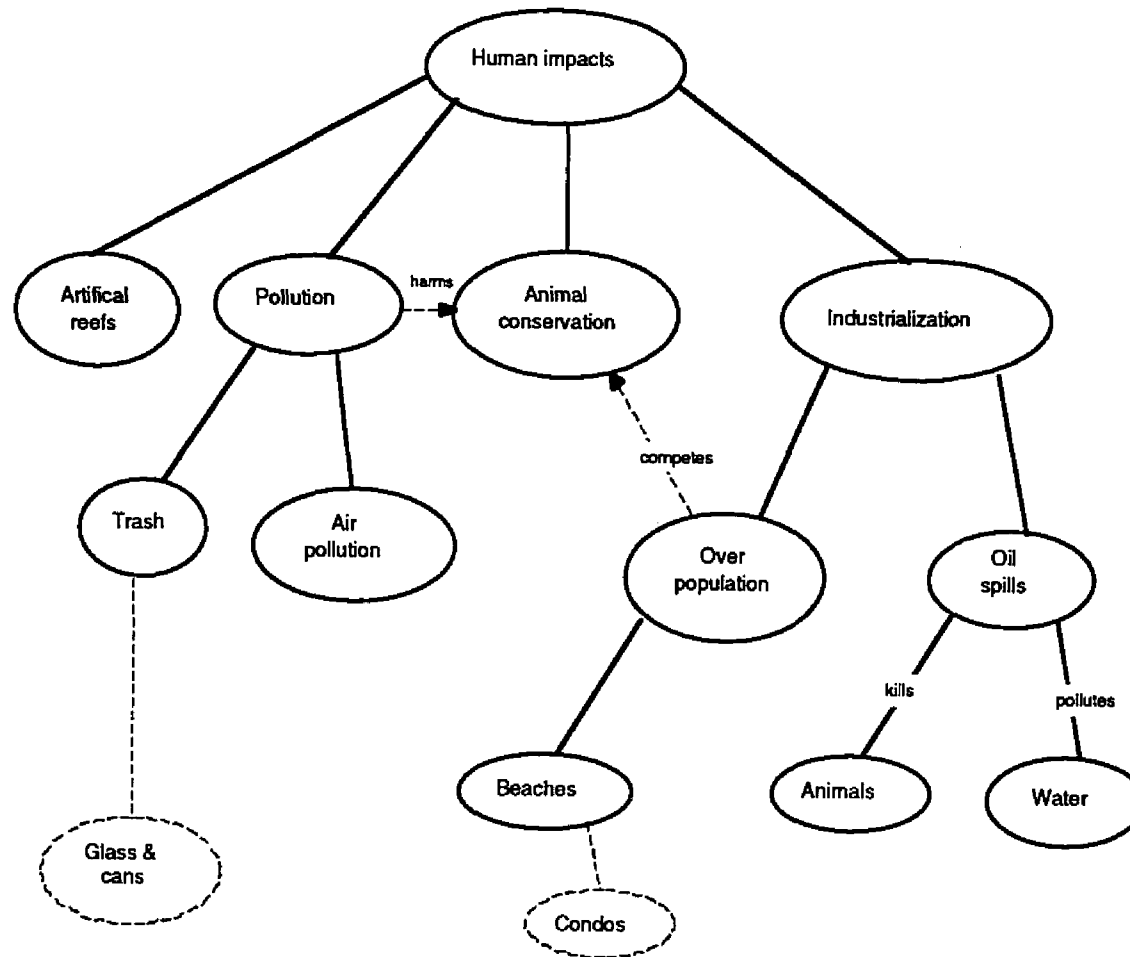 Human impacts
Artifical
reefs
Pollution
harms
Animal
conservation
Industrialization
competes
Trash
Air
pollution
Over
population
Oil
spills
kills
pollutes
Beaches
Animals
Water
Glass &
cans
Condos